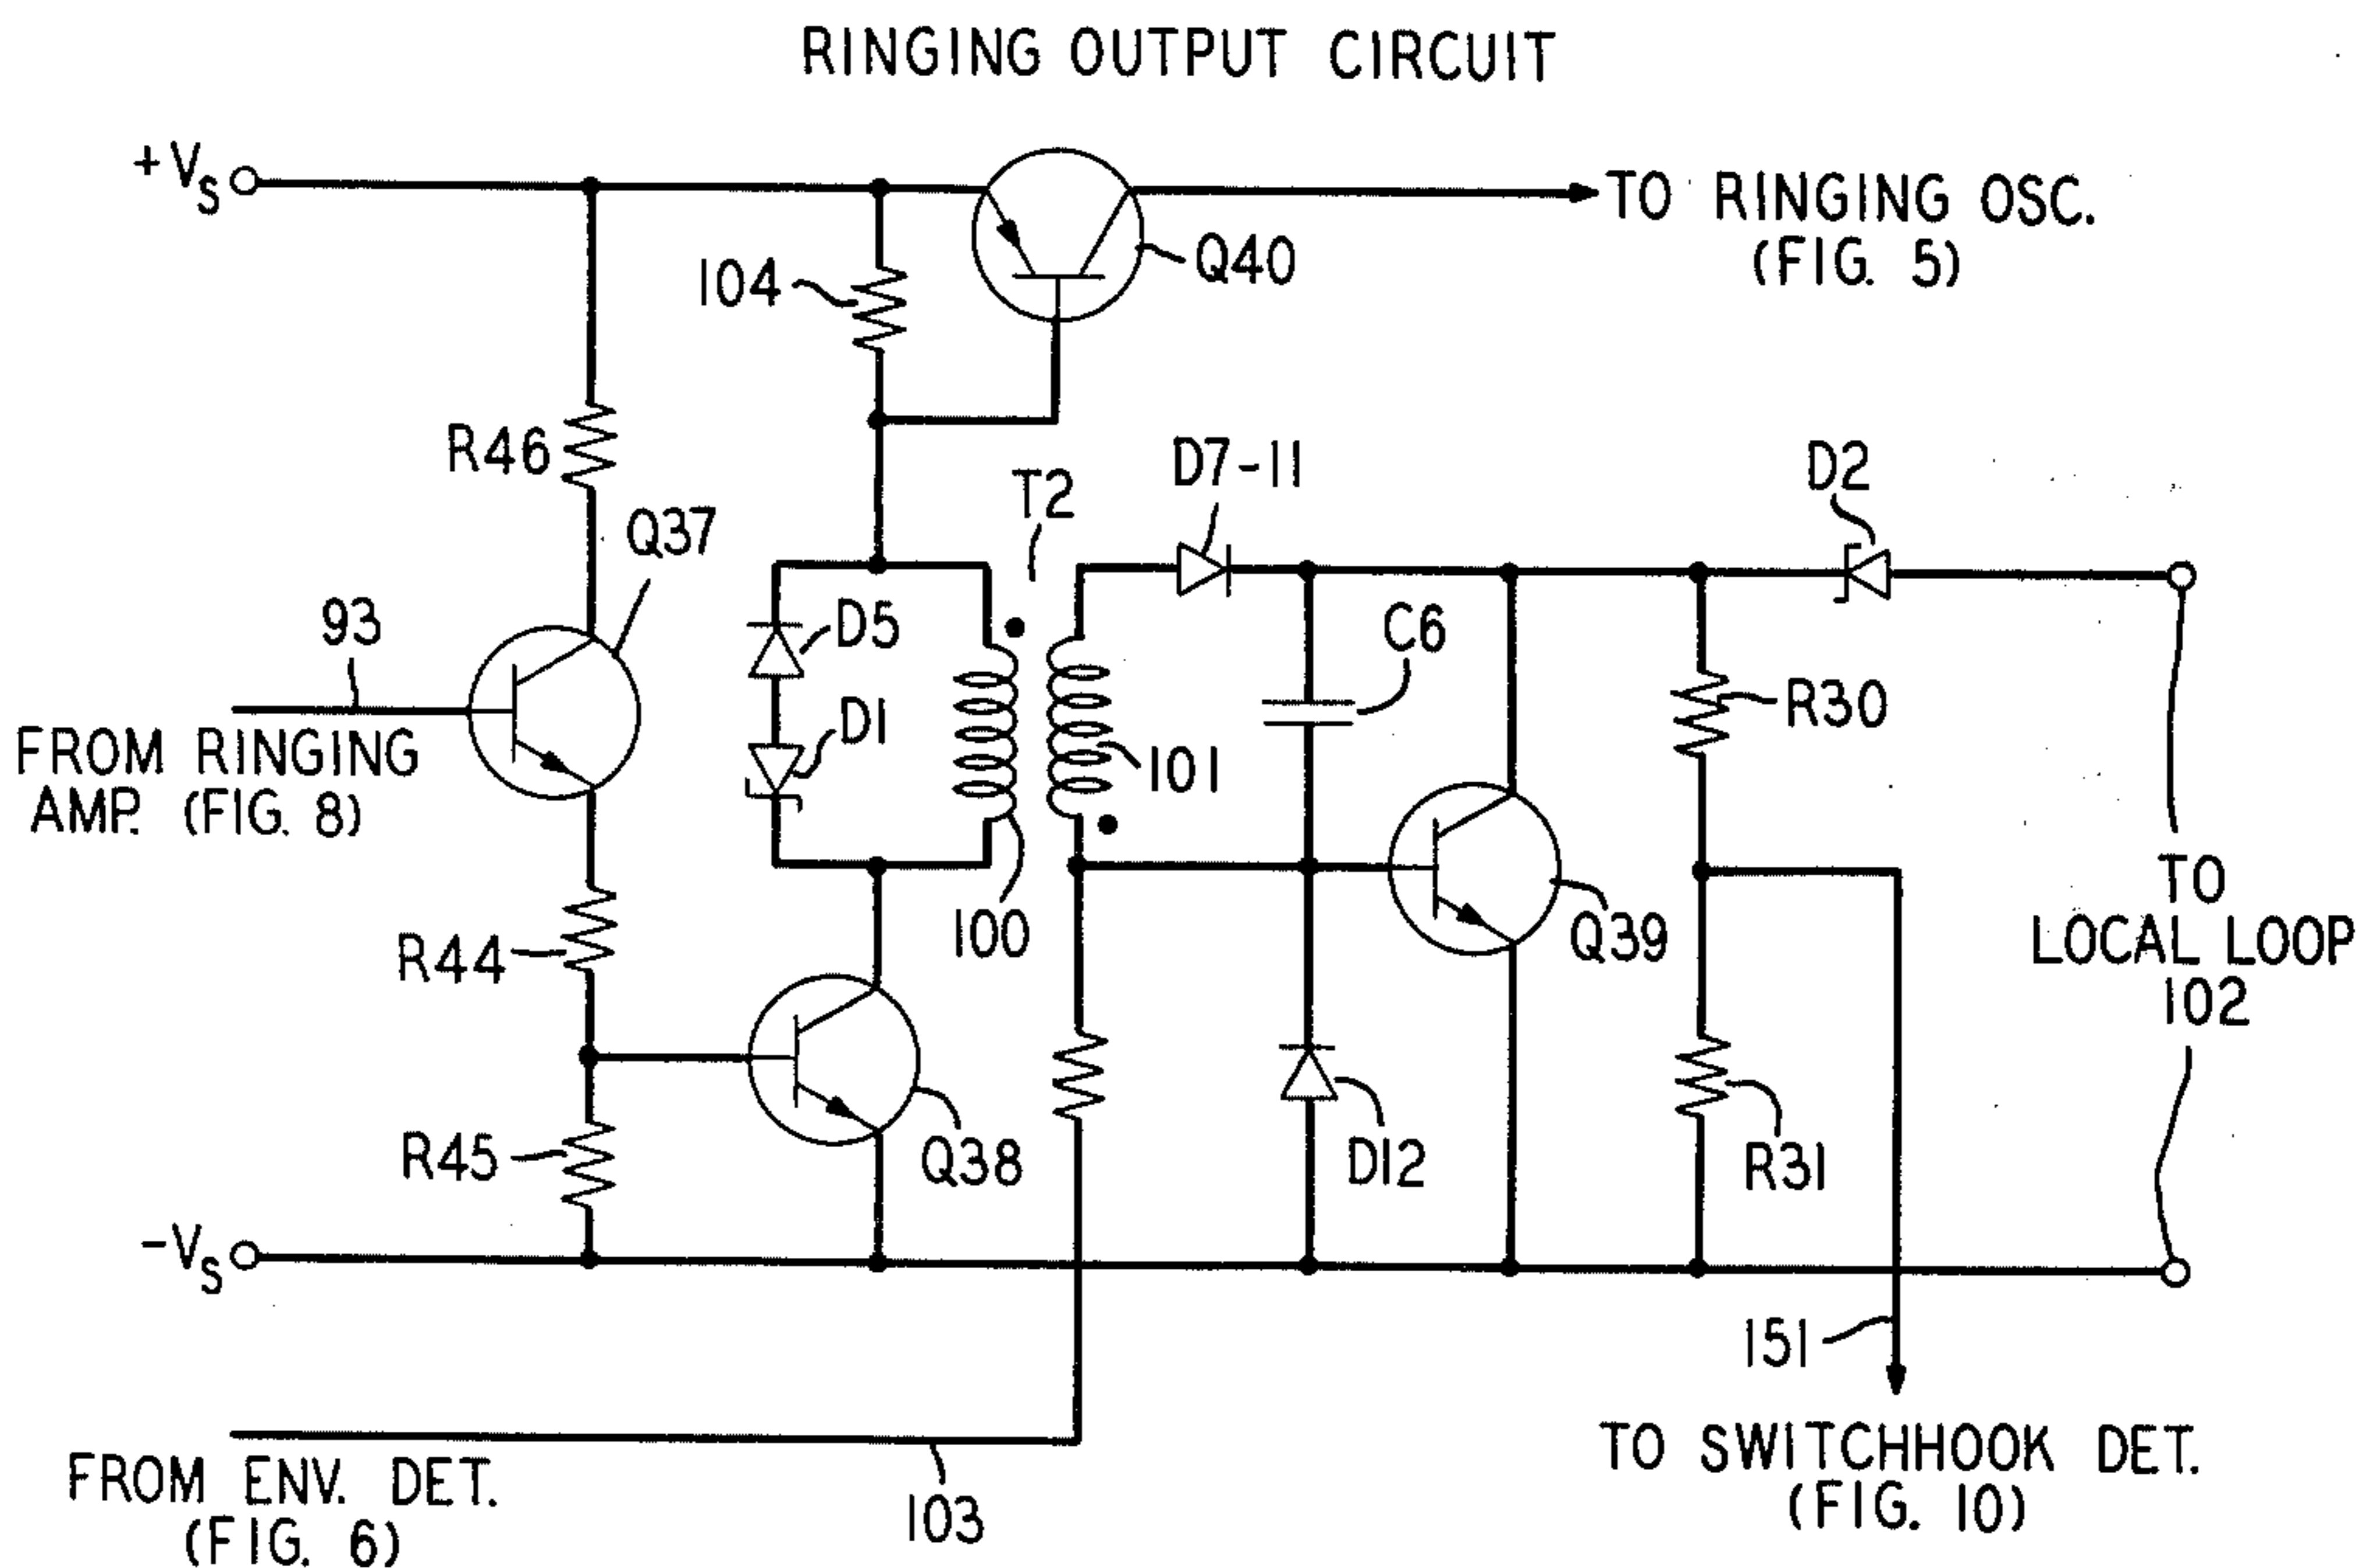 RINGING OUTPUT CIRCUIT
+VS
TO RINGING OSC.
(FIG. 5)
Q40
104
R46
Q37
T2
D7-11
D2
93
D5
D1
C6
R30
101
FROM RINGING
AMP. (FIG. 8)
100
Q39
TO
LOCAL LOOP
102
R44
R45
Q38
D12
R31
-VS
151
FROM ENV. DET.
(FIG. 6)
103
TO SWITCHHOOK DET.
(FIG. 10)